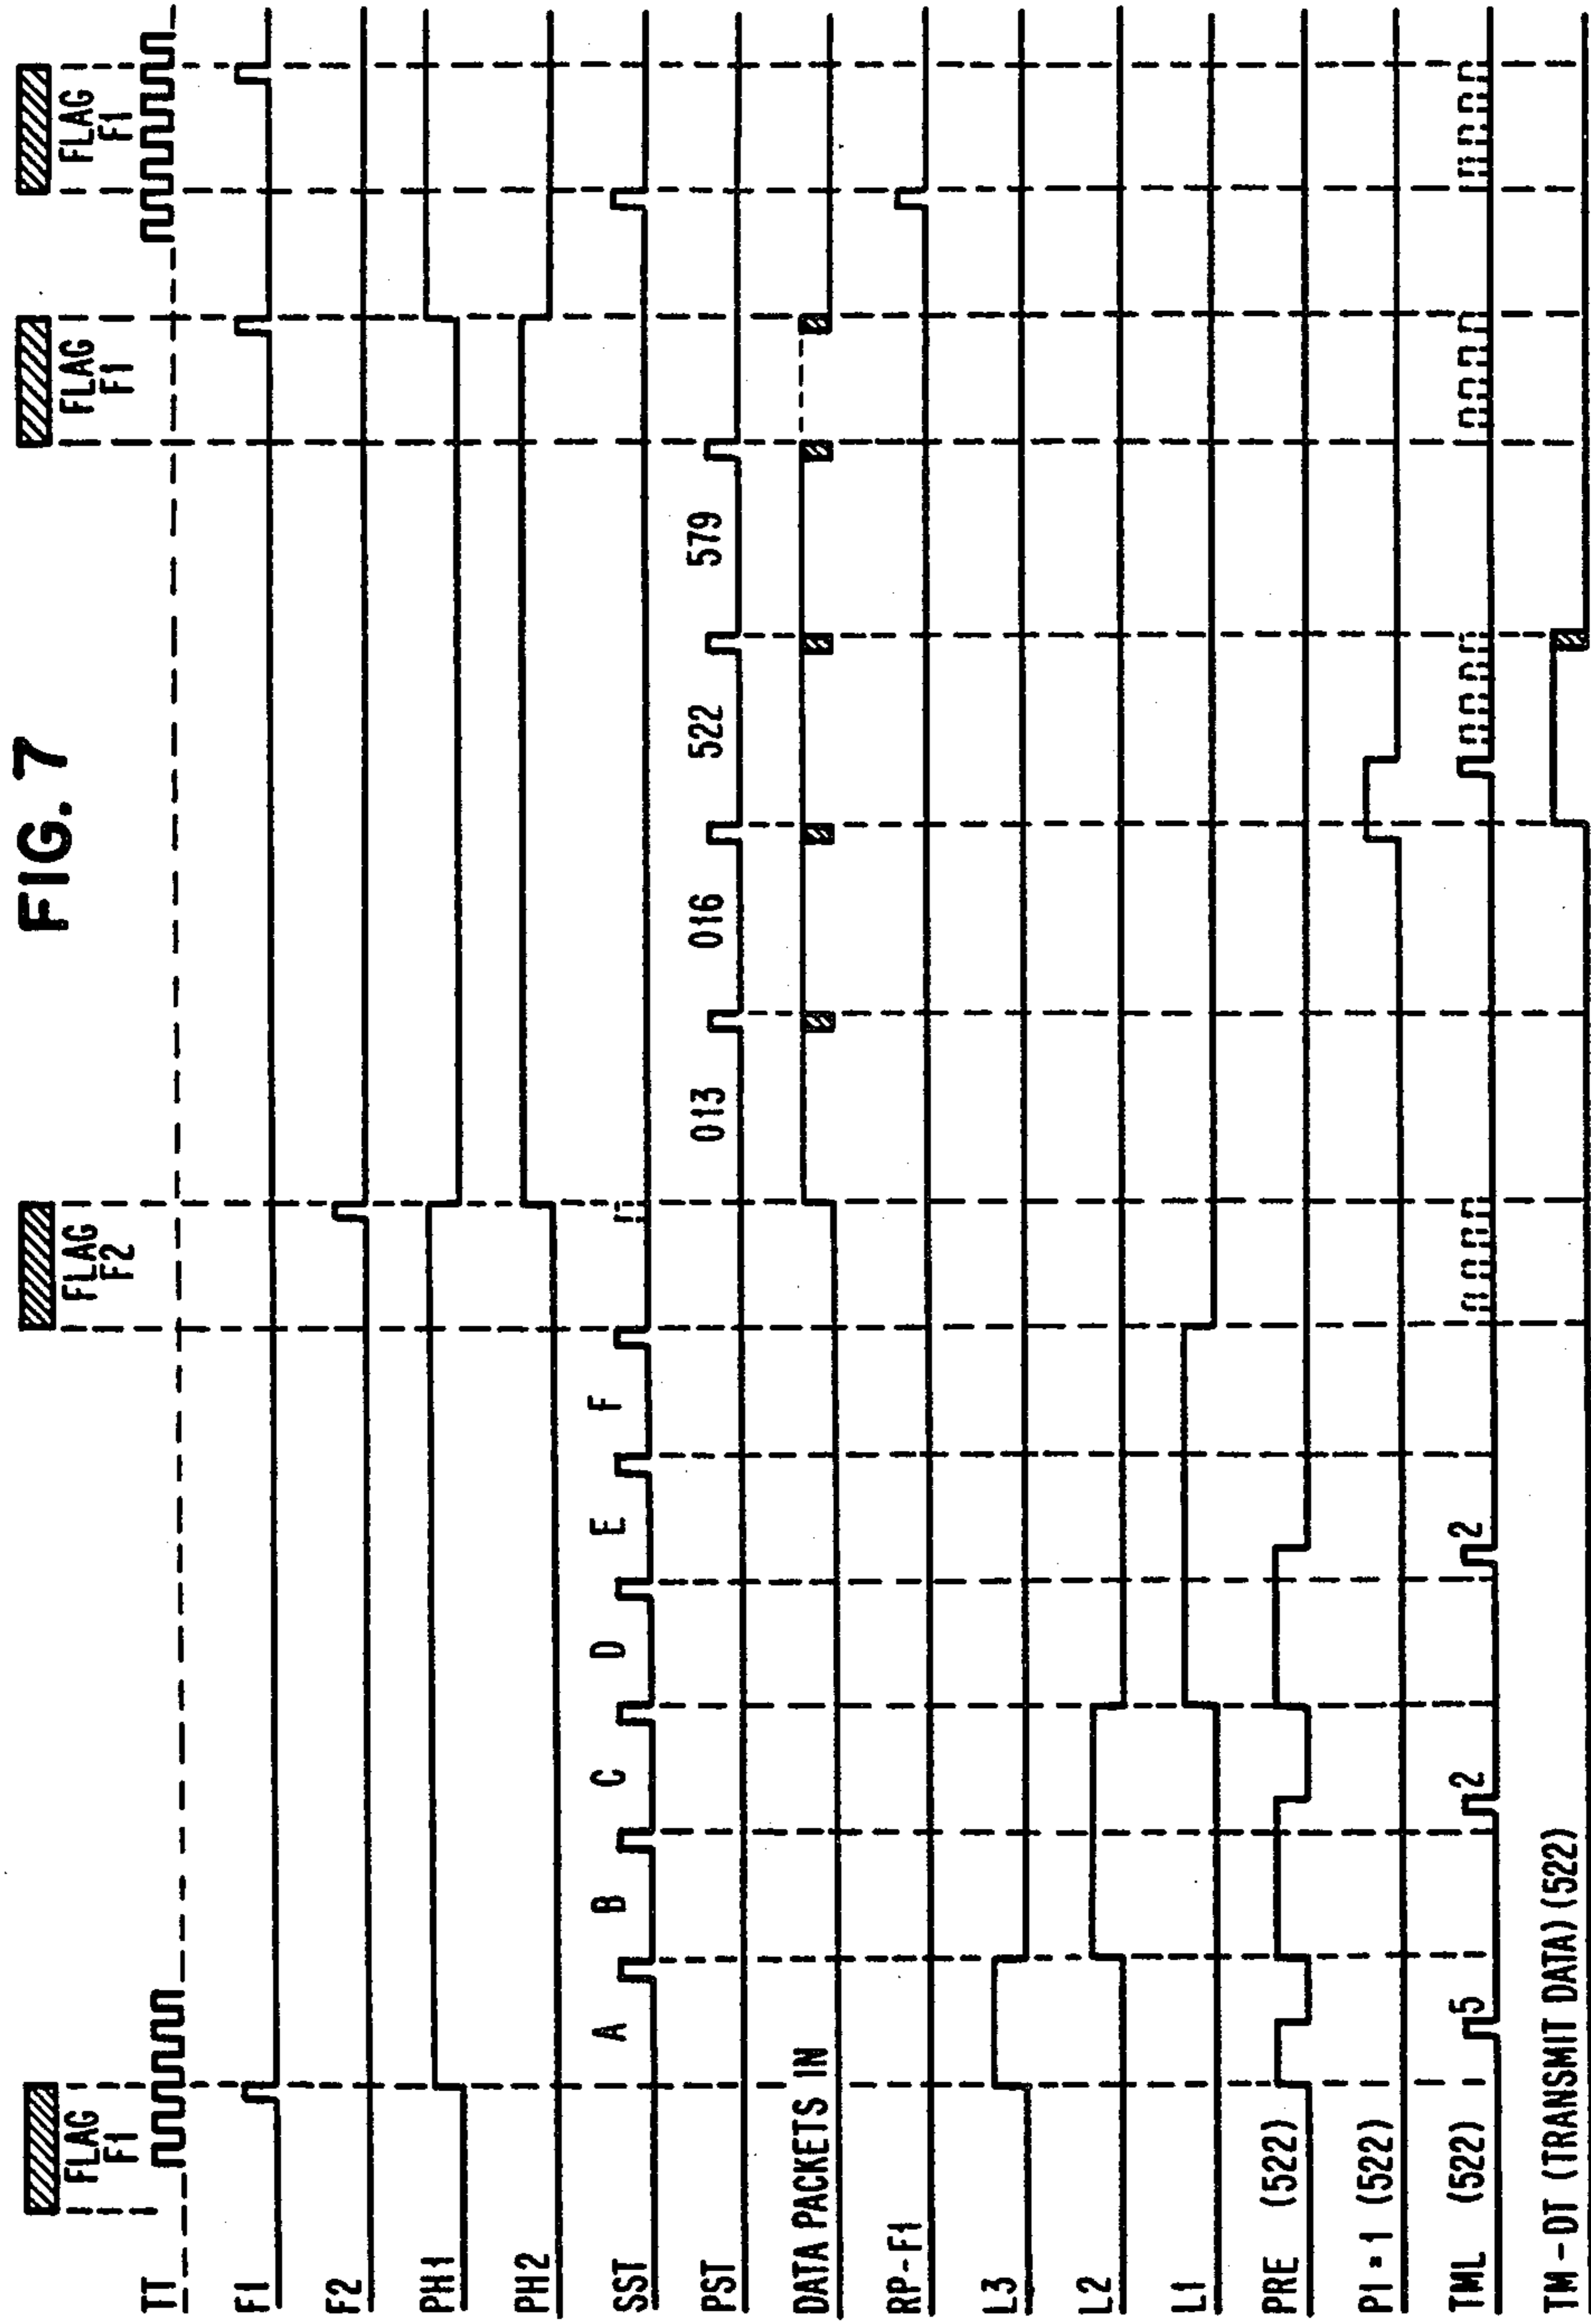 FIG. 7
FLAG F1
FLAG F2
FLAG F1
FLAG F1
TT
F1
F2
PH1
PH2
SST A B C D E F
PST 013 016 522 579
DATA PACKETS IN
RP-F1
L3
L2
L1
PRE (522)
PI = 1 (522)
TML (522) 5 2 2
TM - DT (TRANSMIT DATA) (522)